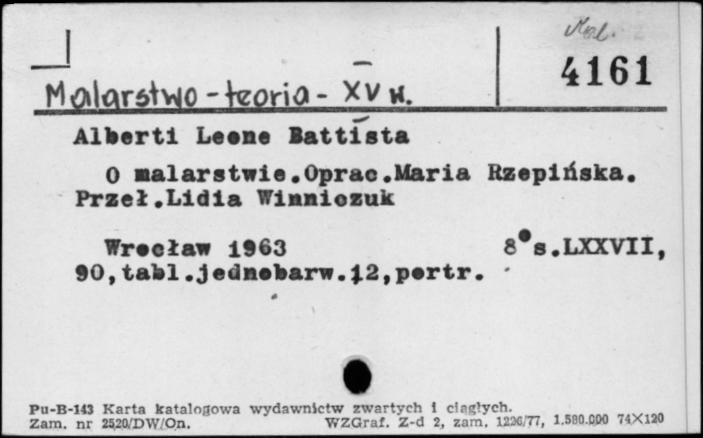 Mal.
4161
Malarstwo - teoria - XV w.
Alberti Leone Battista
O malarstwie.Oprac.Maria Rzepińska.
Przeł.Lidia Winniczuk
Wrocław 1963 8° s.LXXVII,
90,tabl.jednobarw.12,portr.
Pu-B-143 Karta katalogowa wydawnictw zwartych i ciągłych.
Zam. nr 2520/DW/On. WZGraf. Z-d 2, zam. 1226/77, 1.580.000 74X120